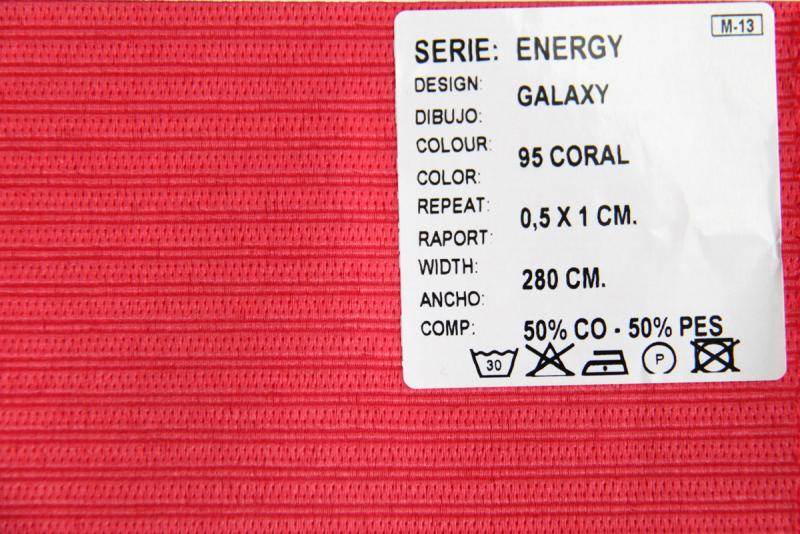 M-13
SERIE: ENERGY
DESIGN:
GALAXY
DIBUJO:
COLOUR:
95 CORAL
COLOR:
REPEAT:
0,5 X 1 CM.
RAPORT:
WIDTH:
280 CM.
ANCHO:
COMP: 50% CO - 50% PES
30 P